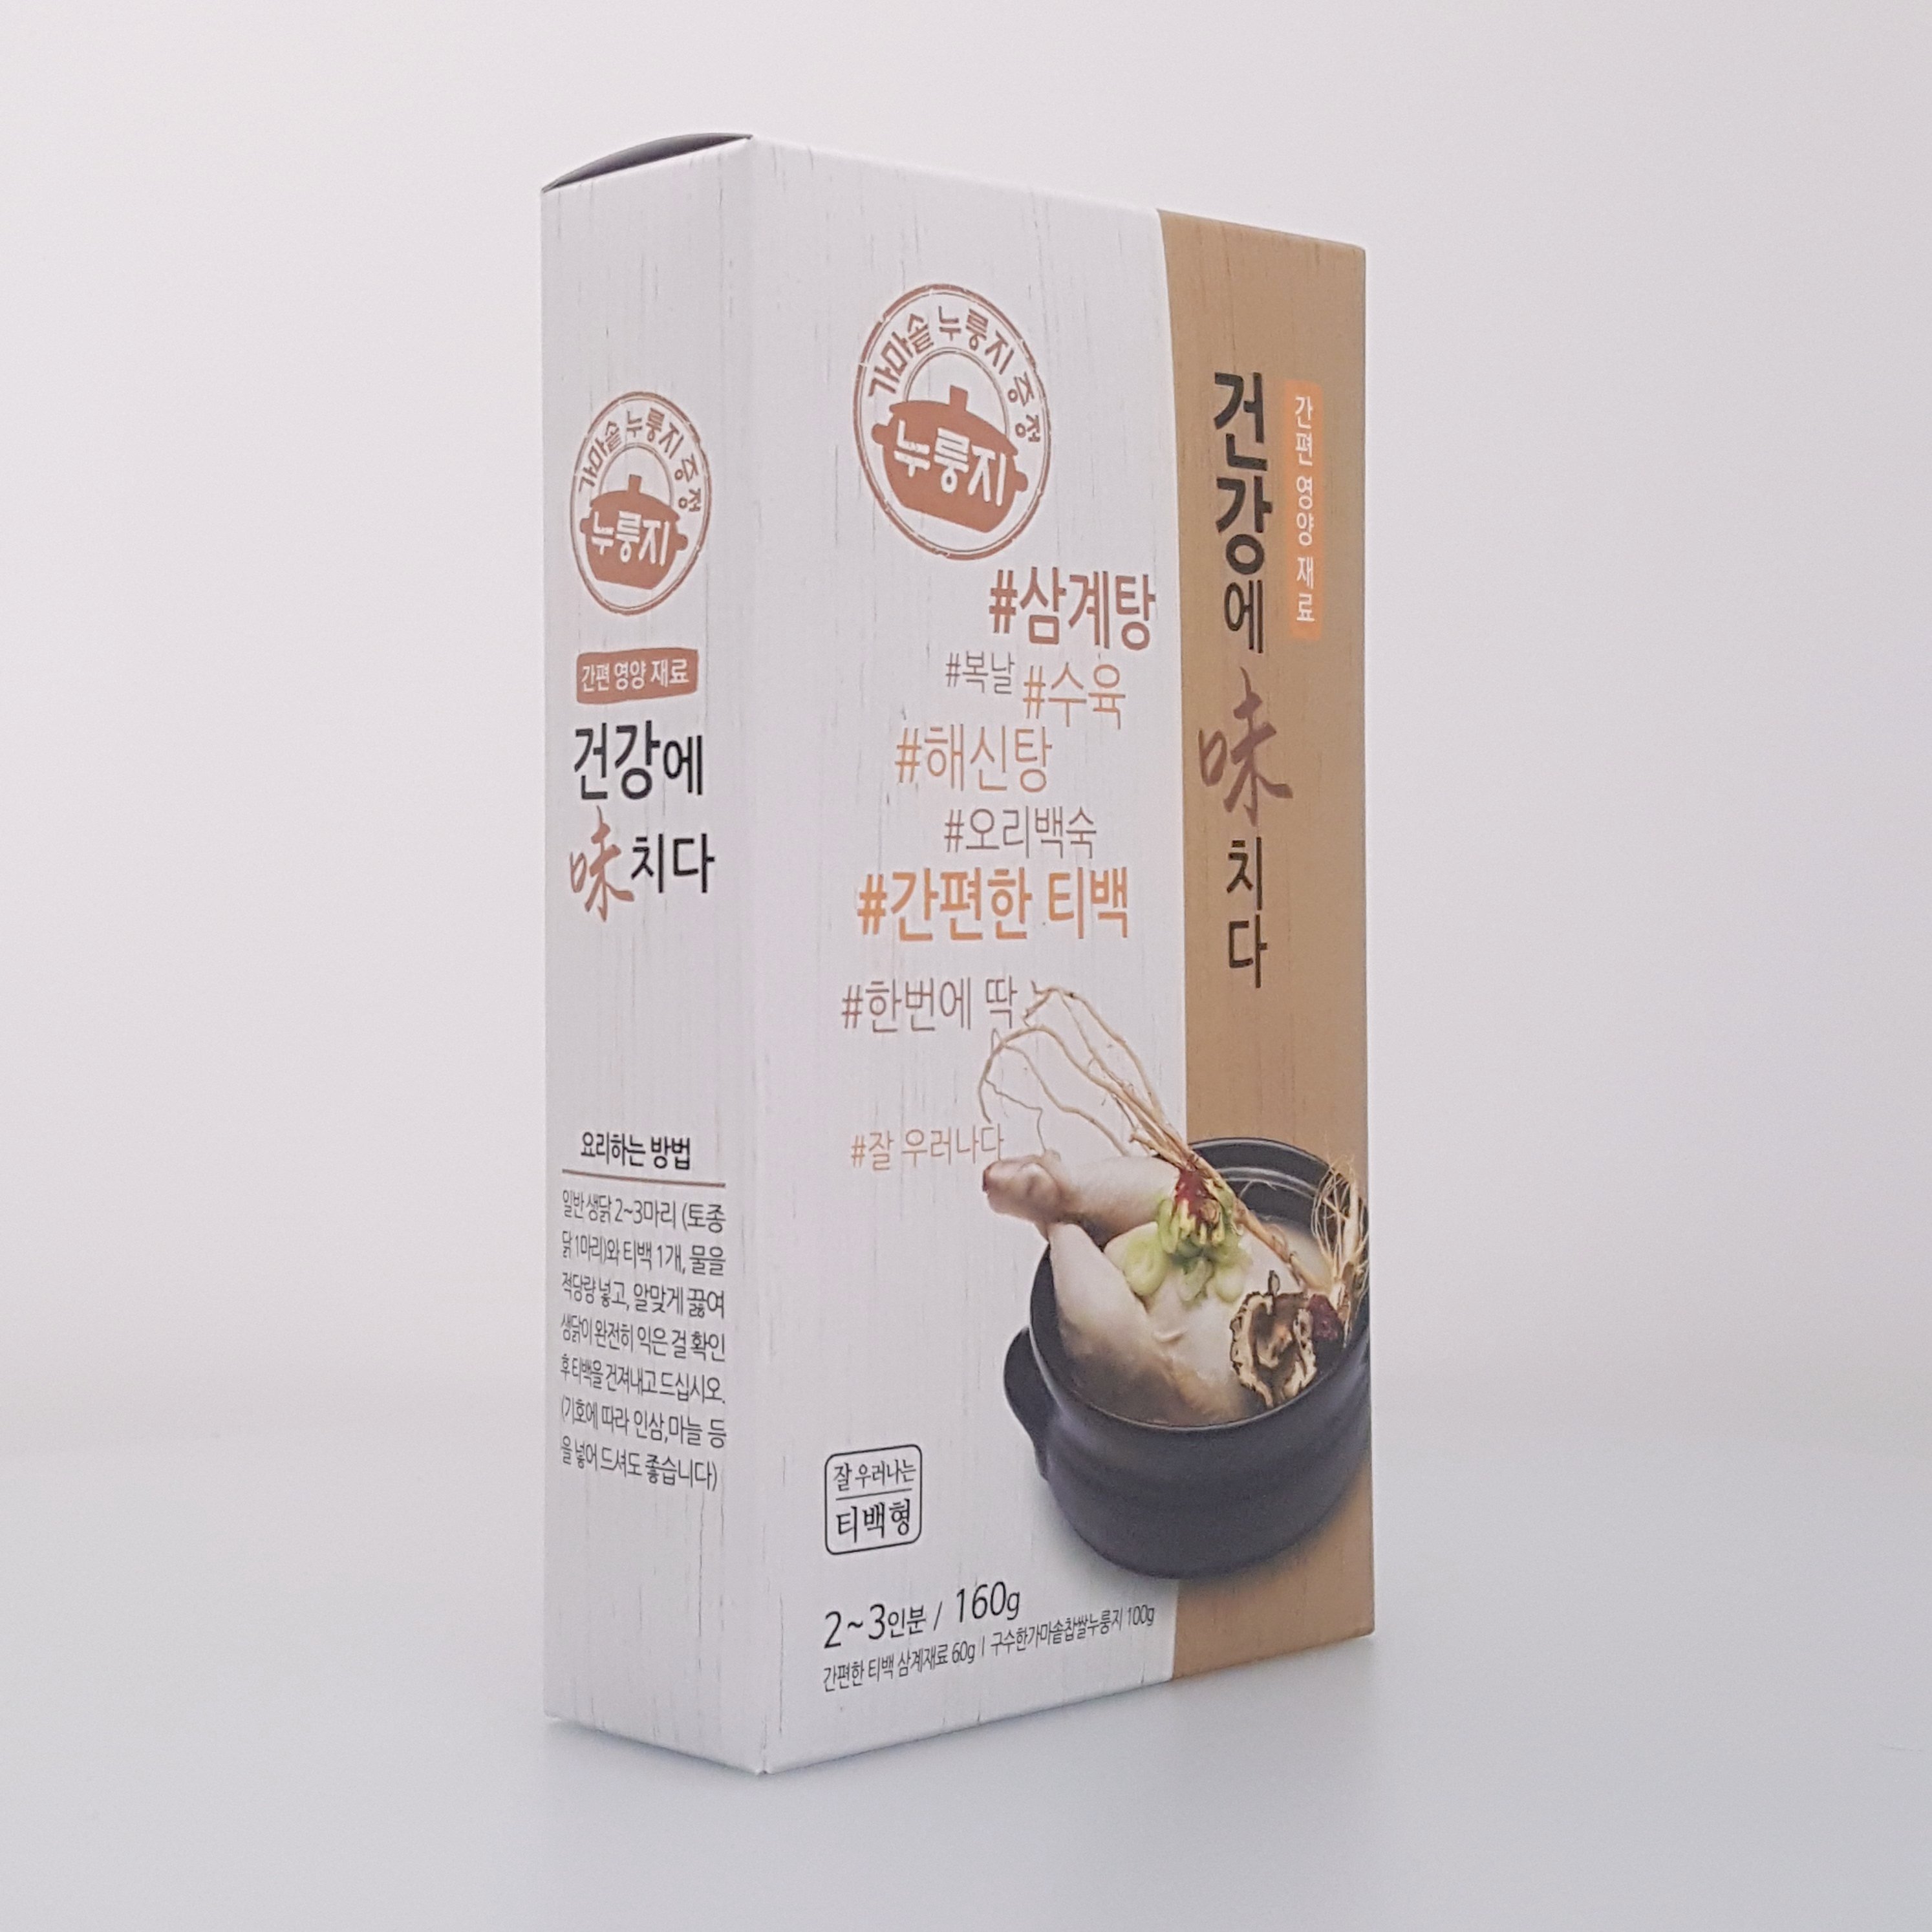 가마솥 누룽지 증정
누룽지
간편 영양 재료
건강에
味치다
요리하는 방법
일반 생닭 2~3마리 (토종
닭 1마리)와 티백 1개, 물을
적당량 넣고, 알맞게 끓여
생닭이 완전히 익은 걸 확인
후 티백을 건져내고 드십시오.
(기호에 따라 인삼,마늘 등
을 넣어 드셔도 좋습니다)
가마솥 누룽지 증정
누룽지
#삼계탕
#복날 #수육
#해신탕
#오리백숙
#간편한 티백
#한번에 딱
#잘 우러나다
잘 우러나는
티백형
2~3인분 / 160g
간편한 티백 삼계재료 60g | 구수한가마솥찹쌀누룽지 100g
건강에味치다
간편 영양 재료